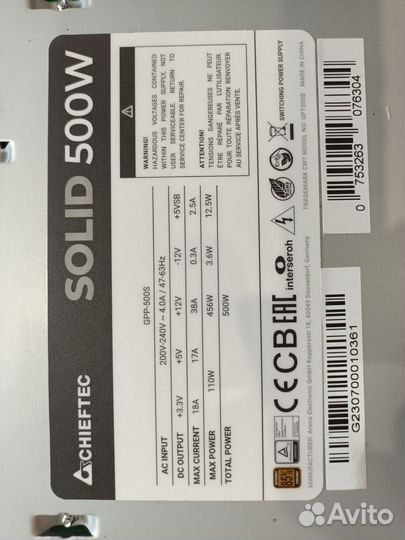 CHIEFTEC
SOLID 500W
GPP-500S
AC INPUT 200V-240V ~ 4.0A / 47-63Hz
DC OUTPUT +3.3V +5V +12V -12V +5VSB
MAX CURRENT 18A 17A 38A 0.3A 2.5A
MAX POWER 110W 456W 3.6W 12.5W
TOTAL POWER 500W
WARNING!
HAZARDOUS VOLTAGES CONTAINED
WITHIN THIS POWER SUPPLY, NOT
USER SERVICEABLE. RETURN TO
SERVICE CENTER FOR REPAIR.
ATTENTION!
TENSIONS DANGEREUSES NE PEUT
ÊTRE RÉPARÉ PAR L'UTILISATEUR.
POUR TOUTE RÉPARATION RENVOYER
AU SERVICE APRÈS VENTE.
CE CB EAC
interseroh
SWITCHING POWER SUPPLY
MANUFACTURER: Arena Electronic GmbH Kopperstr. 18, 40549 Düsseldorf, Germany
TRADEMARK CWT MODEL NO: GPT500S MADE IN CHINA
G230700010361
0 753263 076304
Avito